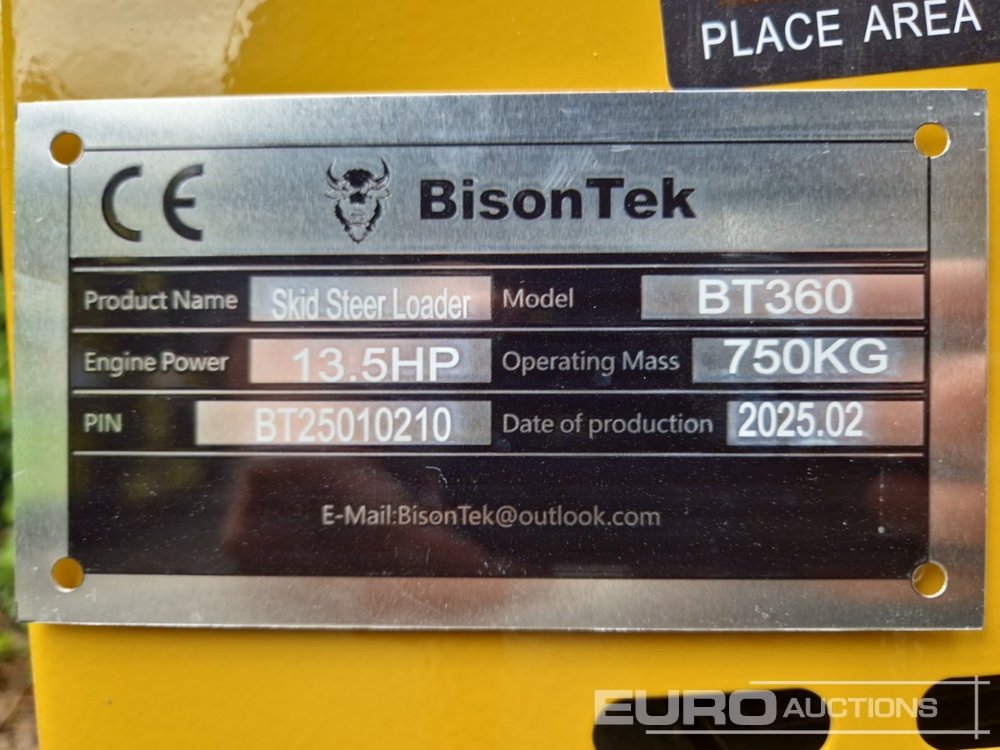 PLACE AREA
CE BisonTek
Product Name Skid Steer Loader Model BT360
Engine Power 13.5HP Operating Mass 750KG
PIN BT25010210 Date of production 2025.02
E-Mail:BisonTek@outlook.com
EURO AUCTIONS